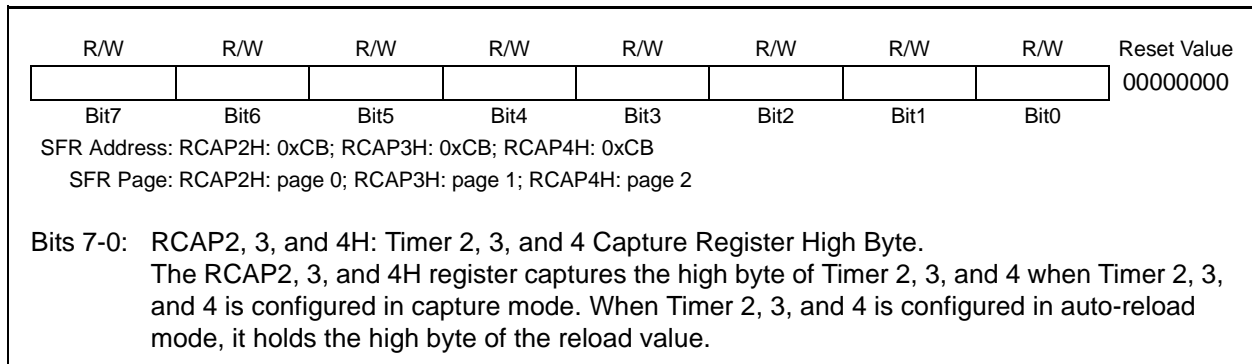 R/W R/W R/W R/W R/W R/W R/W R/W Reset Value
00000000
Bit7 Bit6 Bit5 Bit4 Bit3 Bit2 Bit1 Bit0
SFR Address: RCAP2H: 0xCB; RCAP3H: 0xCB; RCAP4H: 0xCB
SFR Page: RCAP2H: page 0; RCAP3H: page 1; RCAP4H: page 2
Bits 7-0: RCAP2, 3, and 4H: Timer 2, 3, and 4 Capture Register High Byte.
The RCAP2, 3, and 4H register captures the high byte of Timer 2, 3, and 4 when Timer 2, 3,
and 4 is configured in capture mode. When Timer 2, 3, and 4 is configured in auto-reload
mode, it holds the high byte of the reload value.